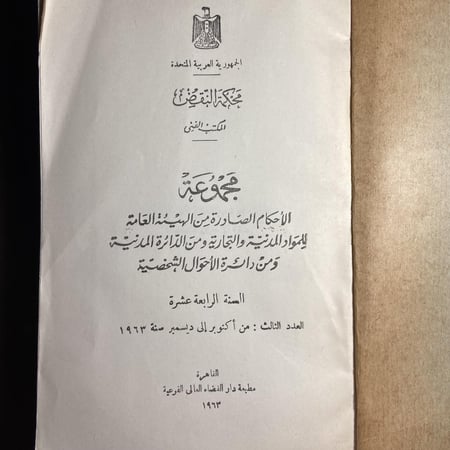 الجمهورية العربية المتحدة
محكمة النقض
المكتب الفنى
مجموعة
الأحكام الصادرة من الهيئة العامة
للمواد المدنية والتجارية ومن الدائرة المدنية
ومن دائرة الأحوال الشخصية
السنة الرابعة عشرة
العدد الثالث : من أكتوبر إلى ديسمبر سنة ١٩٦٣
القاهرة
مطبعة دار القضاء العالى الفرعية
١٩٦٣